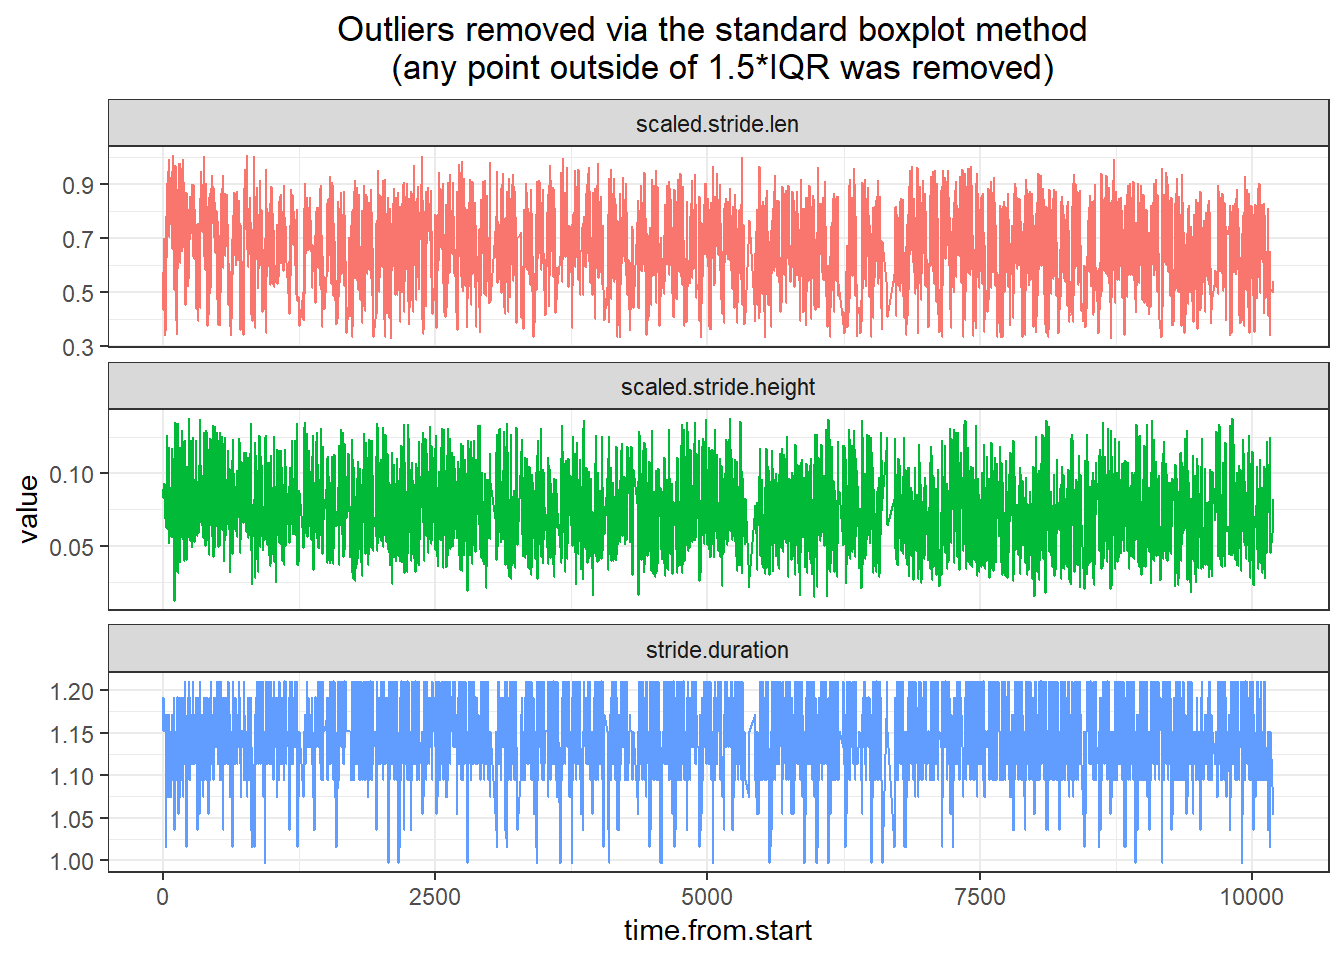 Outliers removed via the standard boxplot method
(any point outside of 1.5*IQR was removed)
scaled.stride.len
0.9
0.7
0.5
0.3
scaled.stride.height
0.10
0.05
value
stride.duration
1.20
1.15
1.10
1.05
1.00
0 2500 5000 7500 10000
time.from.start